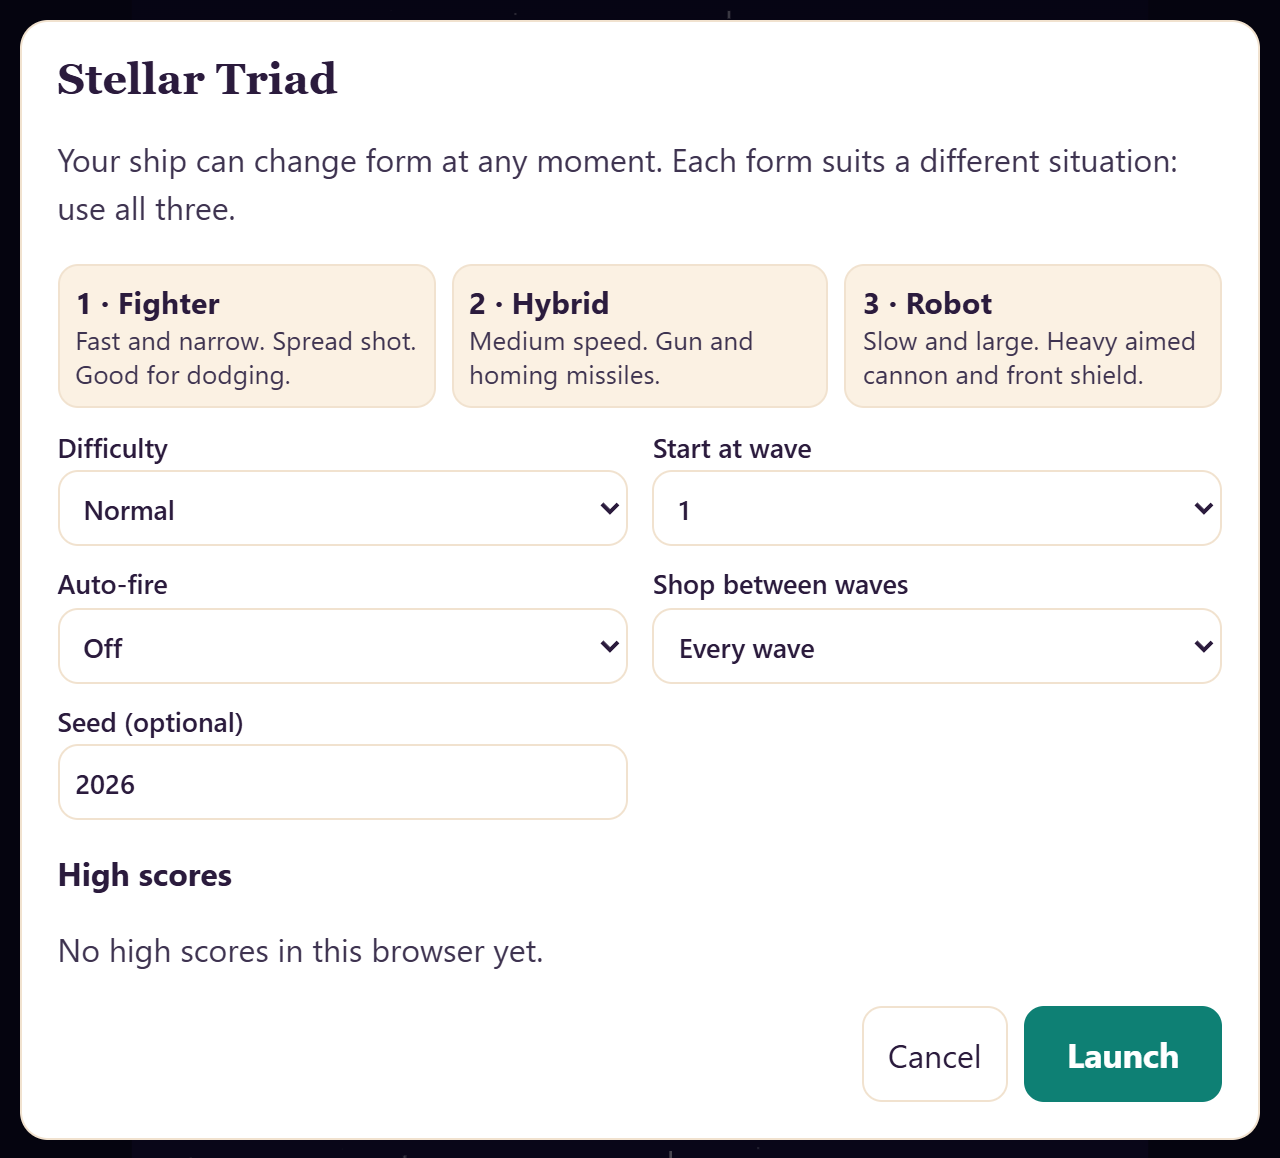 Stellar Triad
Your ship can change form at any moment. Each form suits a different situation:
use all three.
1 · Fighter
Fast and narrow. Spread shot.
Good for dodging.
2 · Hybrid
Medium speed. Gun and
homing missiles.
3 · Robot
Slow and large. Heavy aimed
cannon and front shield.
Difficulty
Normal
Start at wave
1
Auto-fire
Off
Shop between waves
Every wave
Seed (optional)
2026
High scores
No high scores in this browser yet.
Cancel
Launch